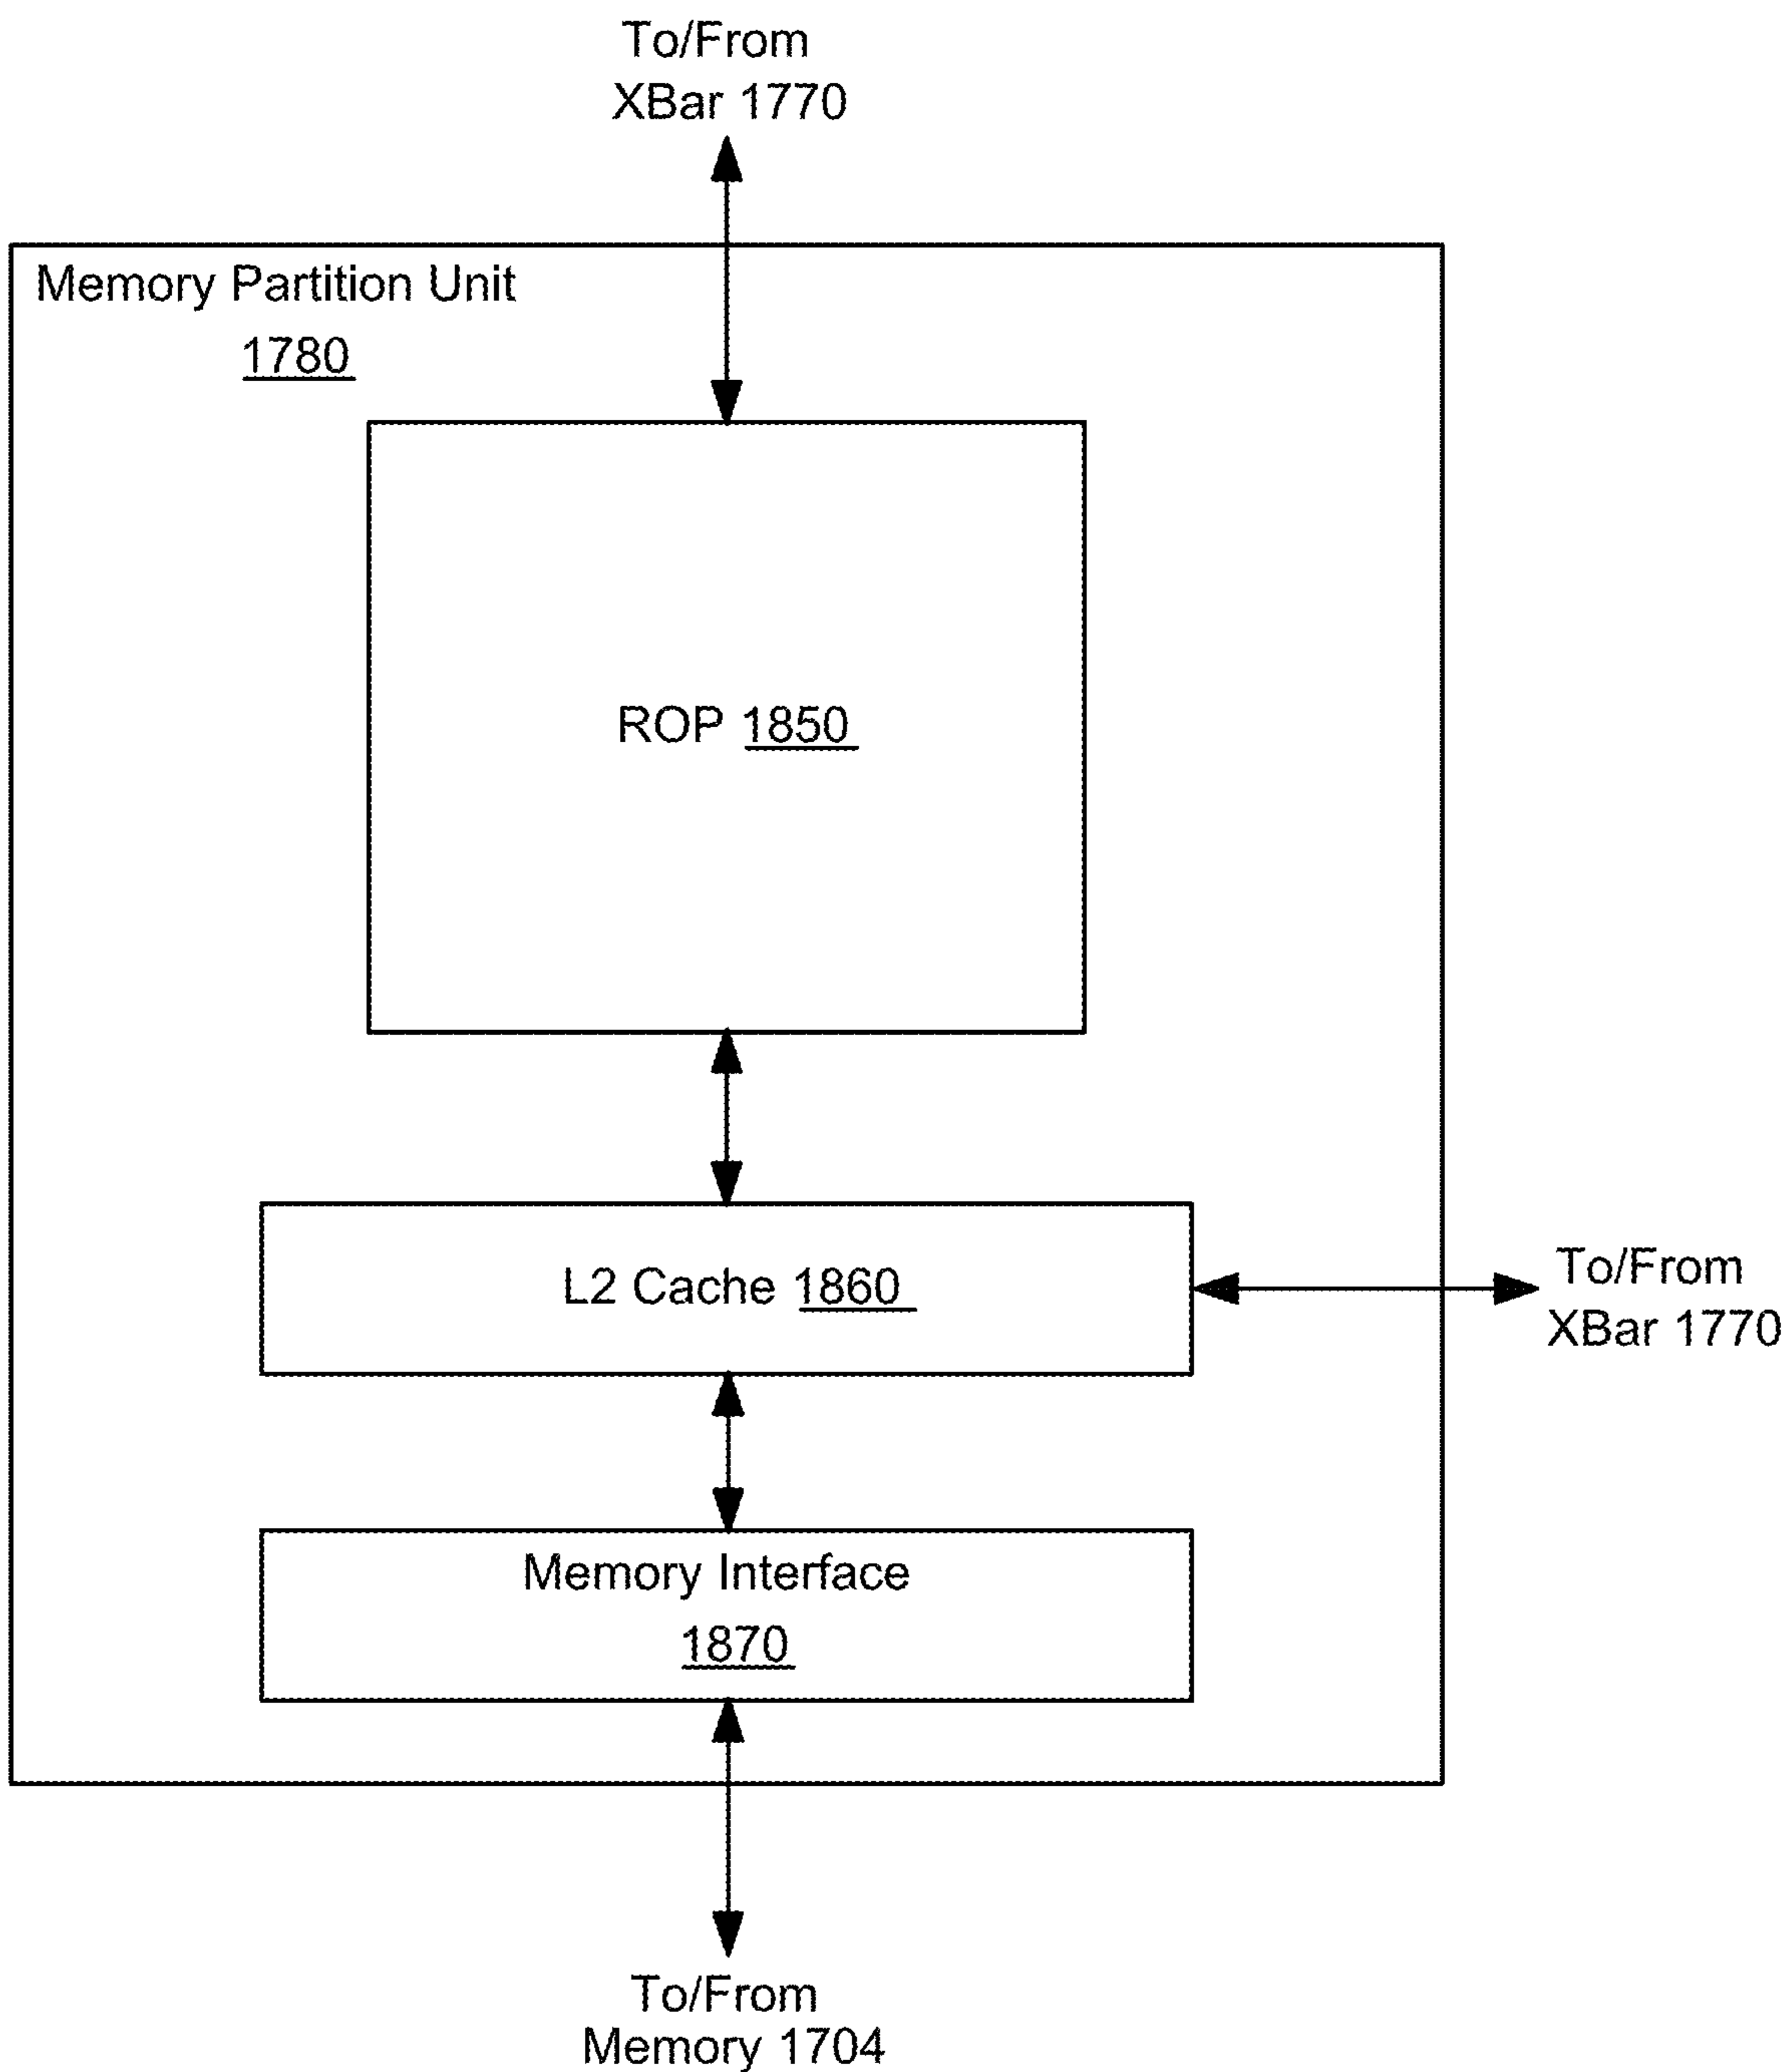 To/From
XBar 1770
Memory Partition Unit
1780
ROP 1850
L2 Cache 1860
To/From
XBar 1770
Memory Interface
1870
To/From
Memory 1704